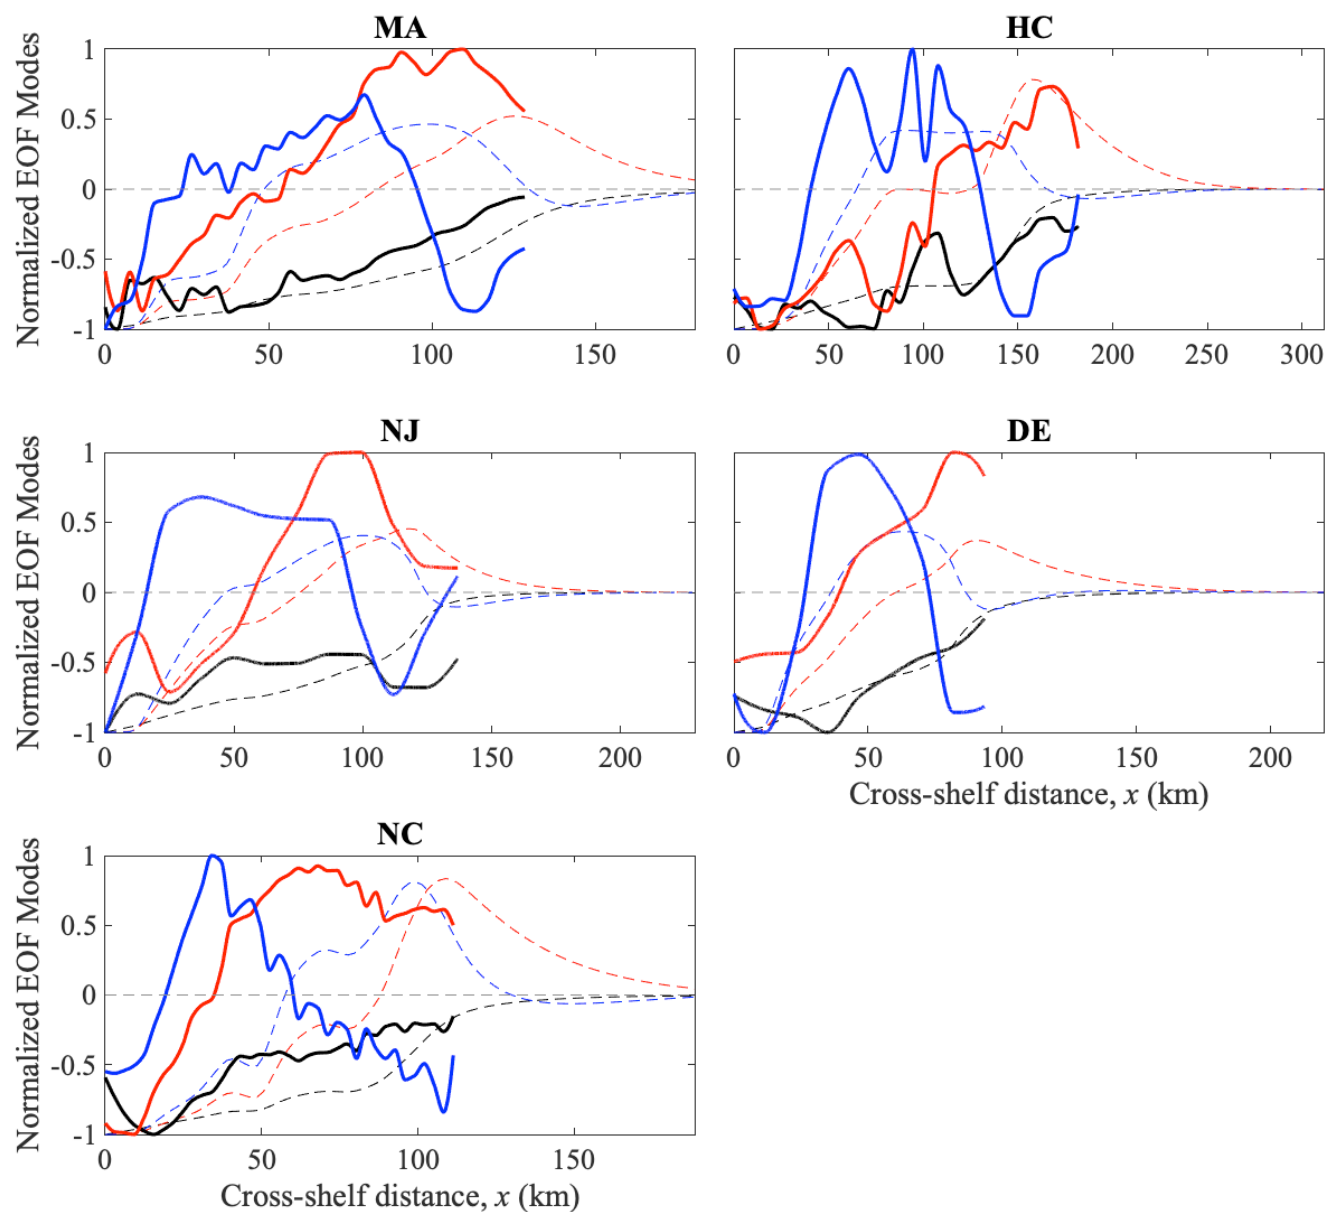 MA
Normalized EOF Modes
1
0.5
0
-0.5
-1
0 50 100 150
HC
0 50 100 150 200 250 300
NJ
Normalized EOF Modes
1
0.5
0
-0.5
-1
0 50 100 150 200
DE
0 50 100 150 200
Cross-shelf distance, x (km)
NC
Normalized EOF Modes
1
0.5
0
-0.5
-1
0 50 100 150
Cross-shelf distance, x (km)